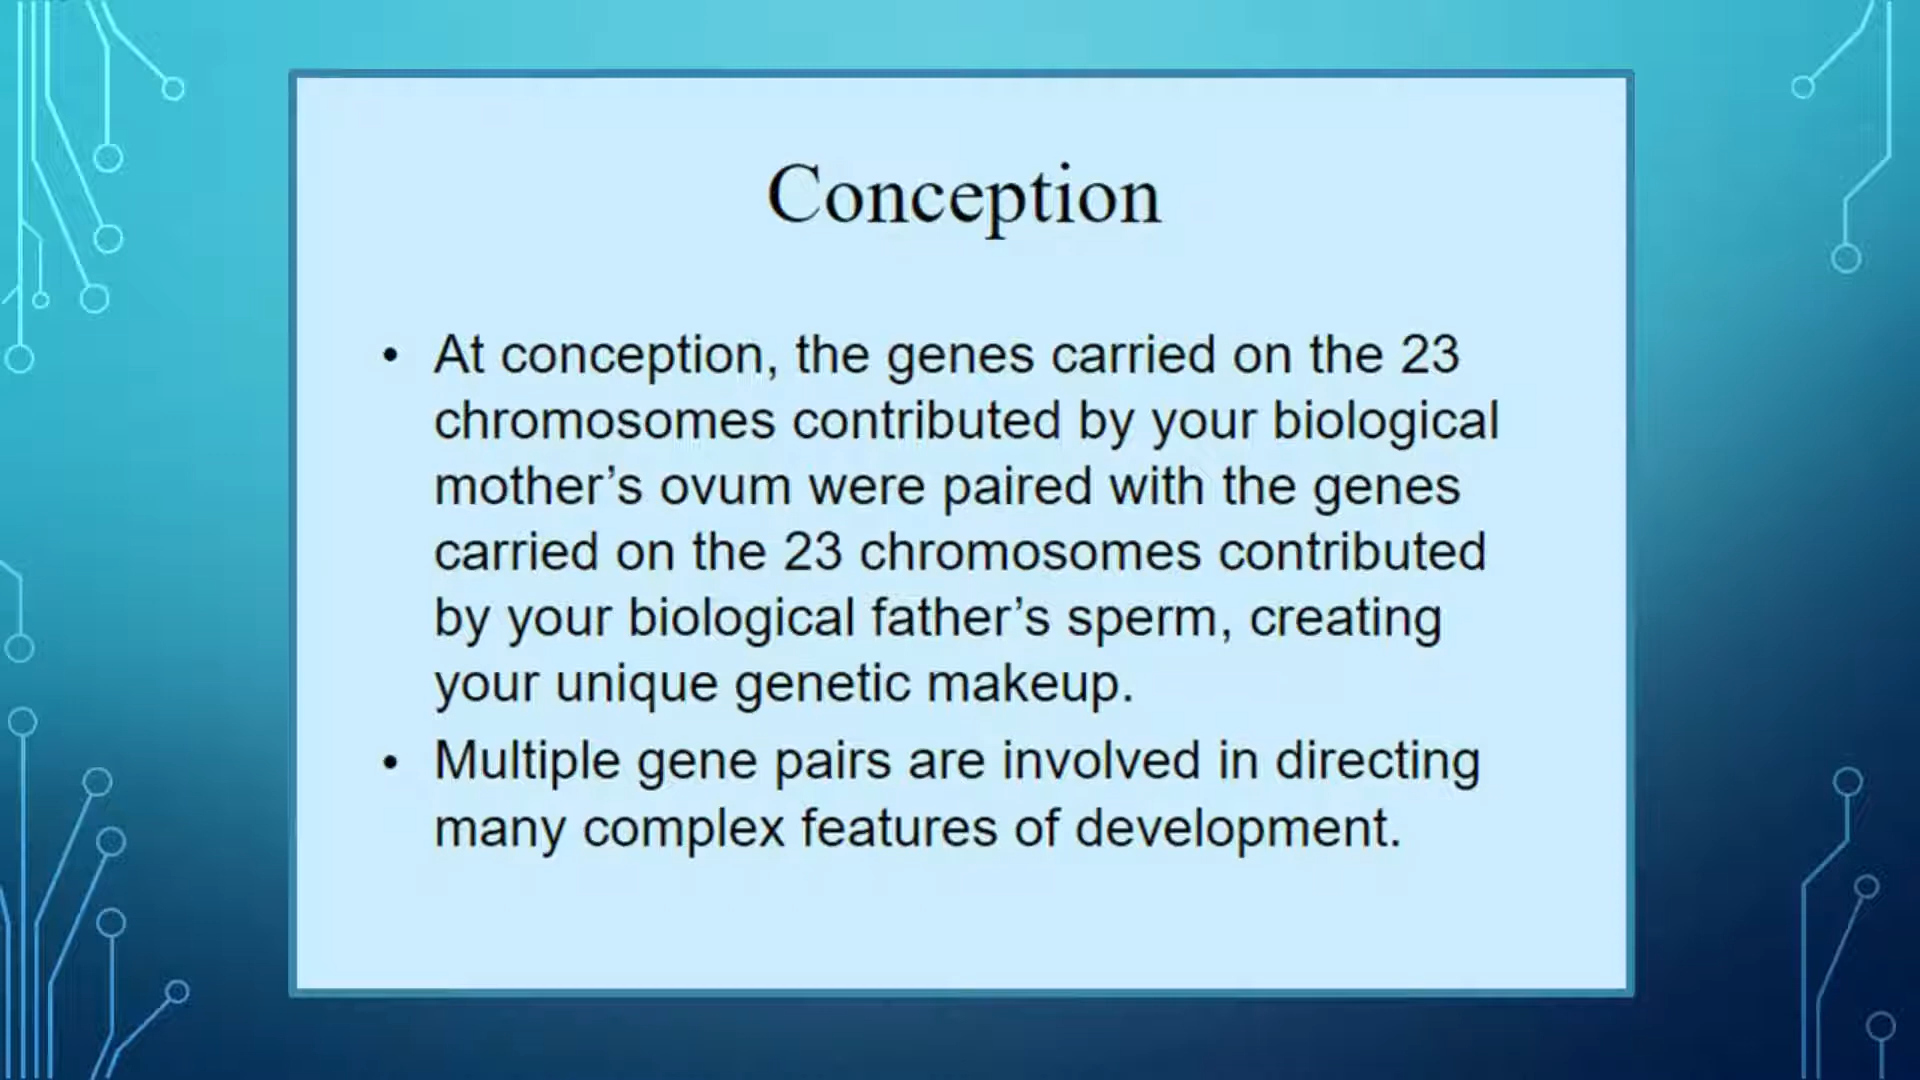 Conception
• At conception, the genes carried on the 23
chromosomes contributed by your biological
mother’s ovum were paired with the genes
carried on the 23 chromosomes contributed
by your biological father’s sperm, creating
your unique genetic makeup.
• Multiple gene pairs are involved in directing
many complex features of development.